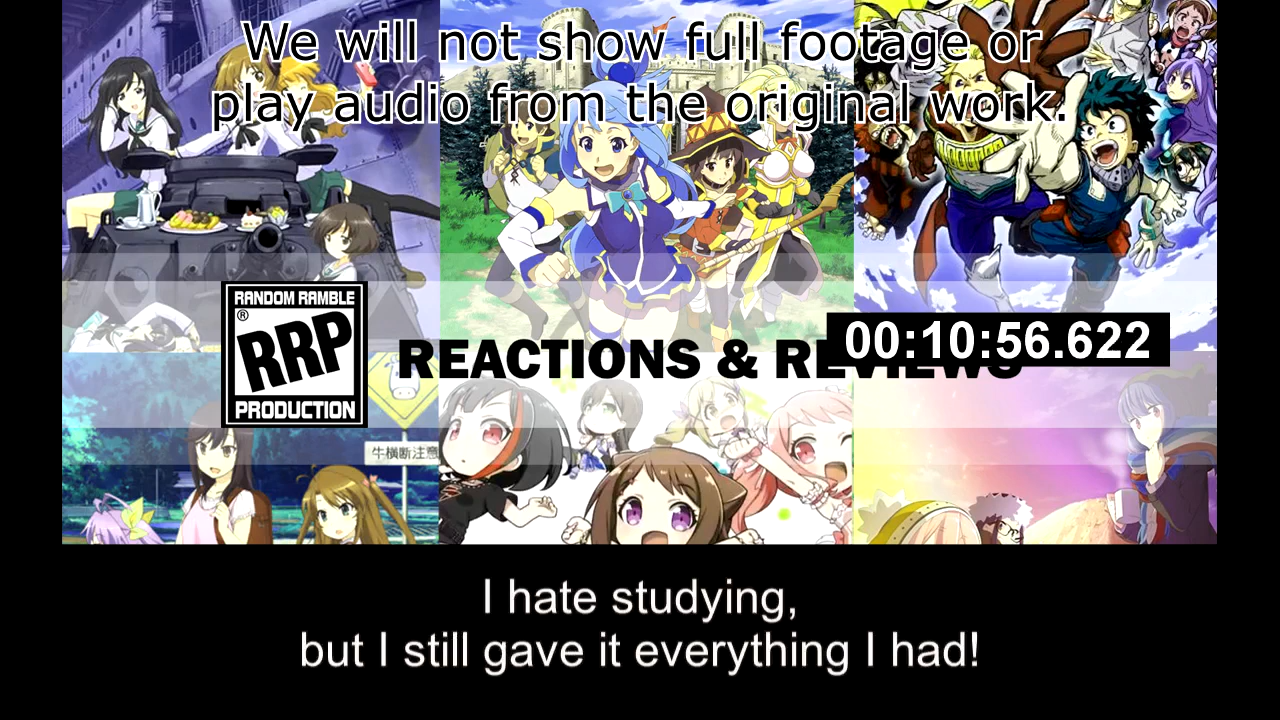 We will not show full footage or
play audio from the original work.
RANDOM RAMBLE
®
RRP
PRODUCTION
REACTIONS & REVIEWS
00:10:56.622
牛横断注意
I hate studying,
but I still gave it everything I had!